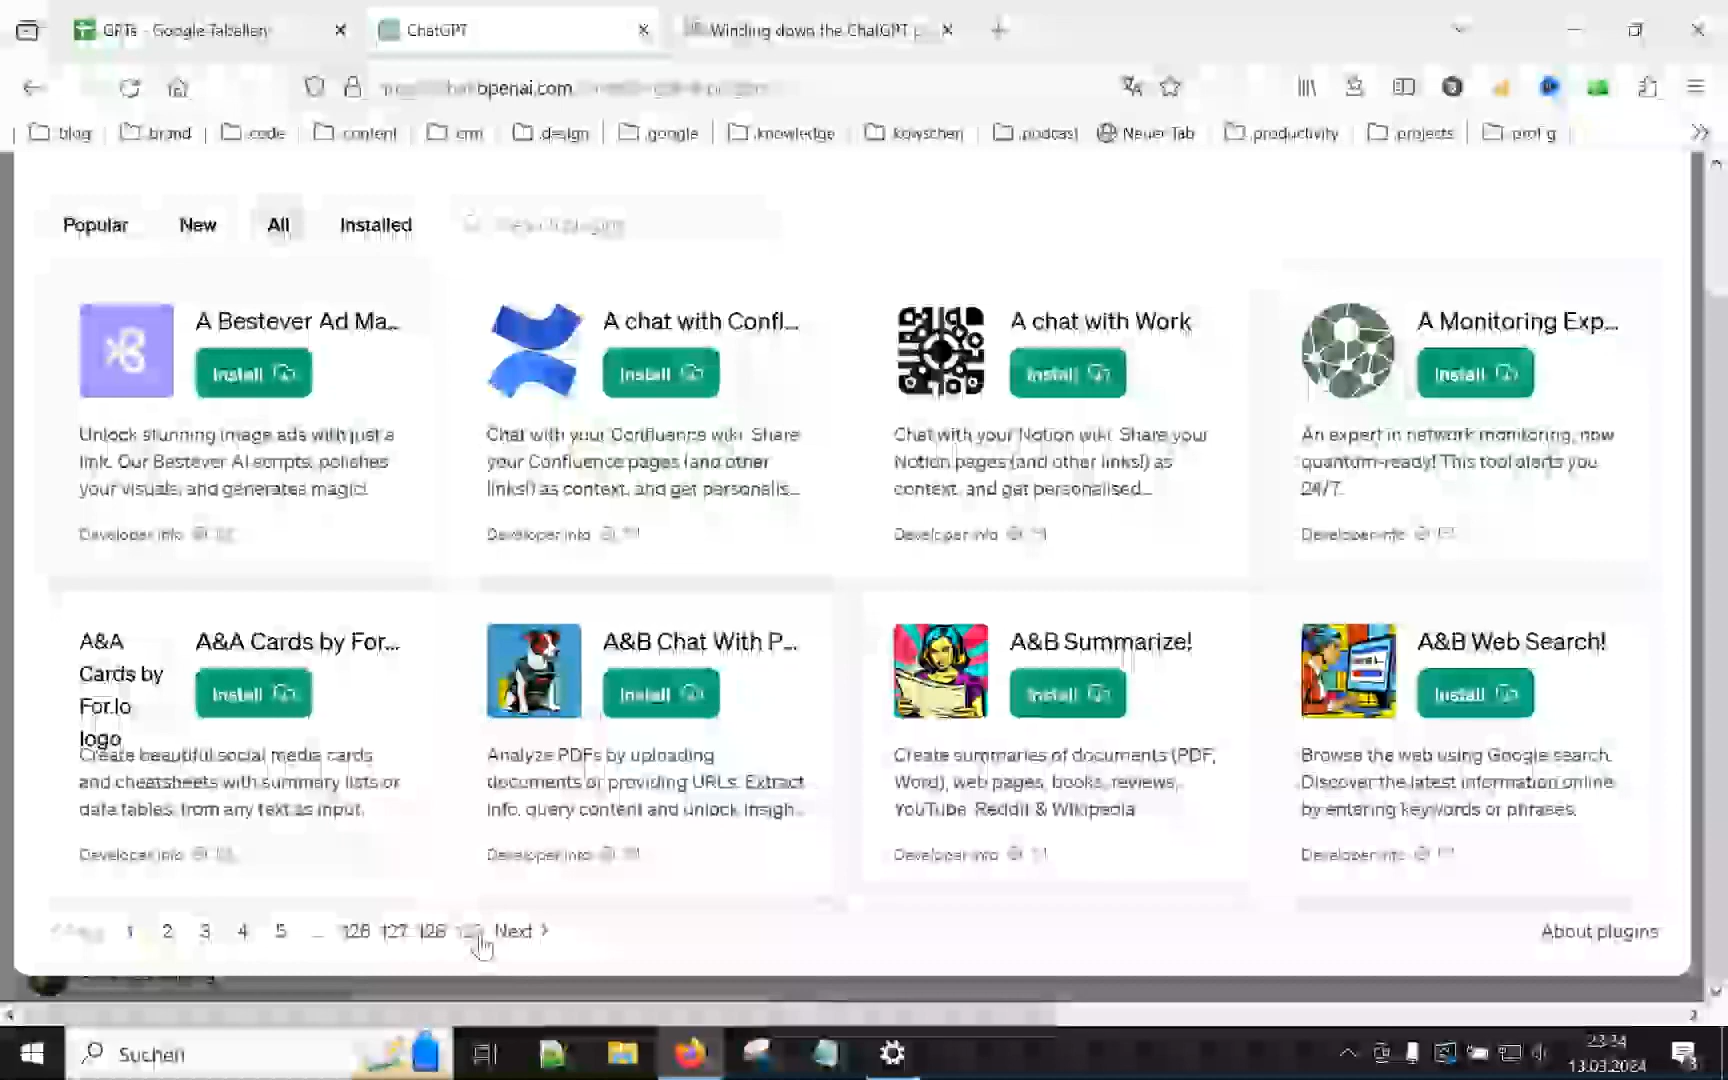 GPTs - Google Tabellen
ChatGPT
Winding down the ChatGPT p...
openai.com
blog
.brand
.code
.content
.crm
.design
.google
.knowledge
kowschen
.podcast
Neuer Tab
.productivity
.projects
prof g
Popular
New
All
Installed
A Bestever Ad Ma...
Install
Unlock stunning image ads with just a
link. Our Bestever AI scripts, polishes
your visuals, and generates magic!
Developer info
A chat with Confl...
Install
Chat with your Confluence wiki. Share
your Confluence pages (and other
links!) as context, and get personalis...
Developer info
A chat with Work
Install
Chat with your Notion wiki. Share your
Notion pages (and other links!) as
context, and get personalised...
Developer info
A Monitoring Exp...
Install
An expert in network monitoring, now
quantum-ready! This tool alerts you
24/7.
Developer info
A&A
Cards by
For.lo
logo
A&A Cards by For...
Install
Create beautiful social media cards
and cheatsheets with summary lists or
data tables, from any text as input.
Developer info
A&B Chat With P...
Install
Analyze PDFs by uploading
documents or providing URLs. Extract
info, query content and unlock insigh...
Developer info
A&B Summarize!
Install
Create summaries of documents (PDF,
Word), web pages, books, reviews,
YouTube, Reddit & Wikipedia
Developer info
A&B Web Search!
Install
Browse the web using Google search.
Discover the latest information online
by entering keywords or phrases.
Developer info
1 2 3 4 5 ... 126 127 128 Next
About plugins
Suchen
23:34
13.03.2024